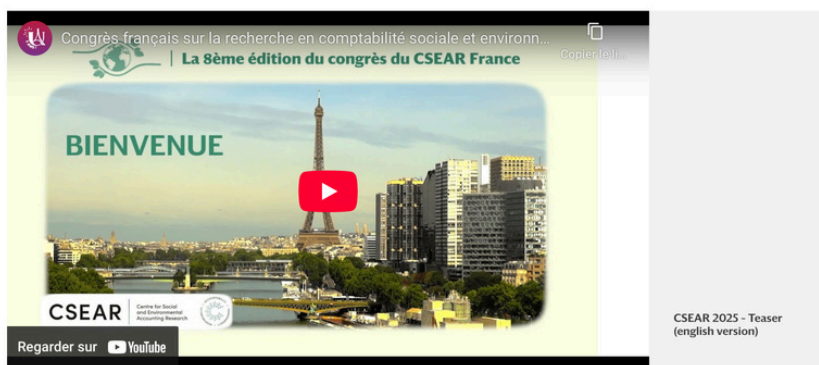 Congrès français sur la recherche en comptabilité sociale et environn...
Copier le li...
La 8ème édition du congrès du CSEAR France
BIENVENUE
CSEAR
Centre for Social
and Environmental
Accounting Research
Regarder sur YouTube
CSEAR 2025 - Teaser
(english version)